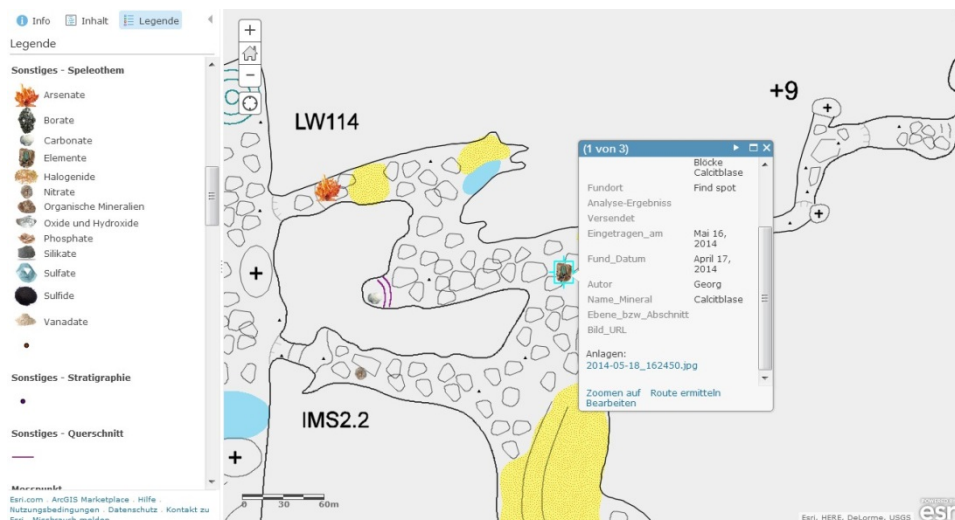 Info Inhalt Legende
Legende
Sonstiges - Speleothem
Arsenate
Borate
Carbonate
Elemente
Halogenide
Nitrate
Organische Mineralien
Oxide und Hydroxide
Phosphate
Silikate
Sulfate
Sulfide
Vanadate
Sonstiges - Stratigraphie
Sonstiges - Querschnitt
Messpunkt
Esri.com . ArcGIS Marketplace . Hilfe .
Nutzungsbedingungen . Datenschutz . Kontakt zu
Esri . Missbrauch melden
LW114
+9
IMS2.2
(1 von 3)
Blöcke
Calcitblase
Fundort Find spot
Analyse-Ergebniss
Versendet
Eingetragen_am Mai 16,
2014
Fund_Datum April 17,
2014
Autor Georg
Name_Mineral Calcitblase
Ebene_bzw_Abschnitt
Bild_URL
Anlagen:
2014-05-18_162450.jpg
Zoomen auf Route ermitteln
Bearbeiten
0 30 60m
Esri, HERE, DeLorme, USGS
POWERED BY
esri